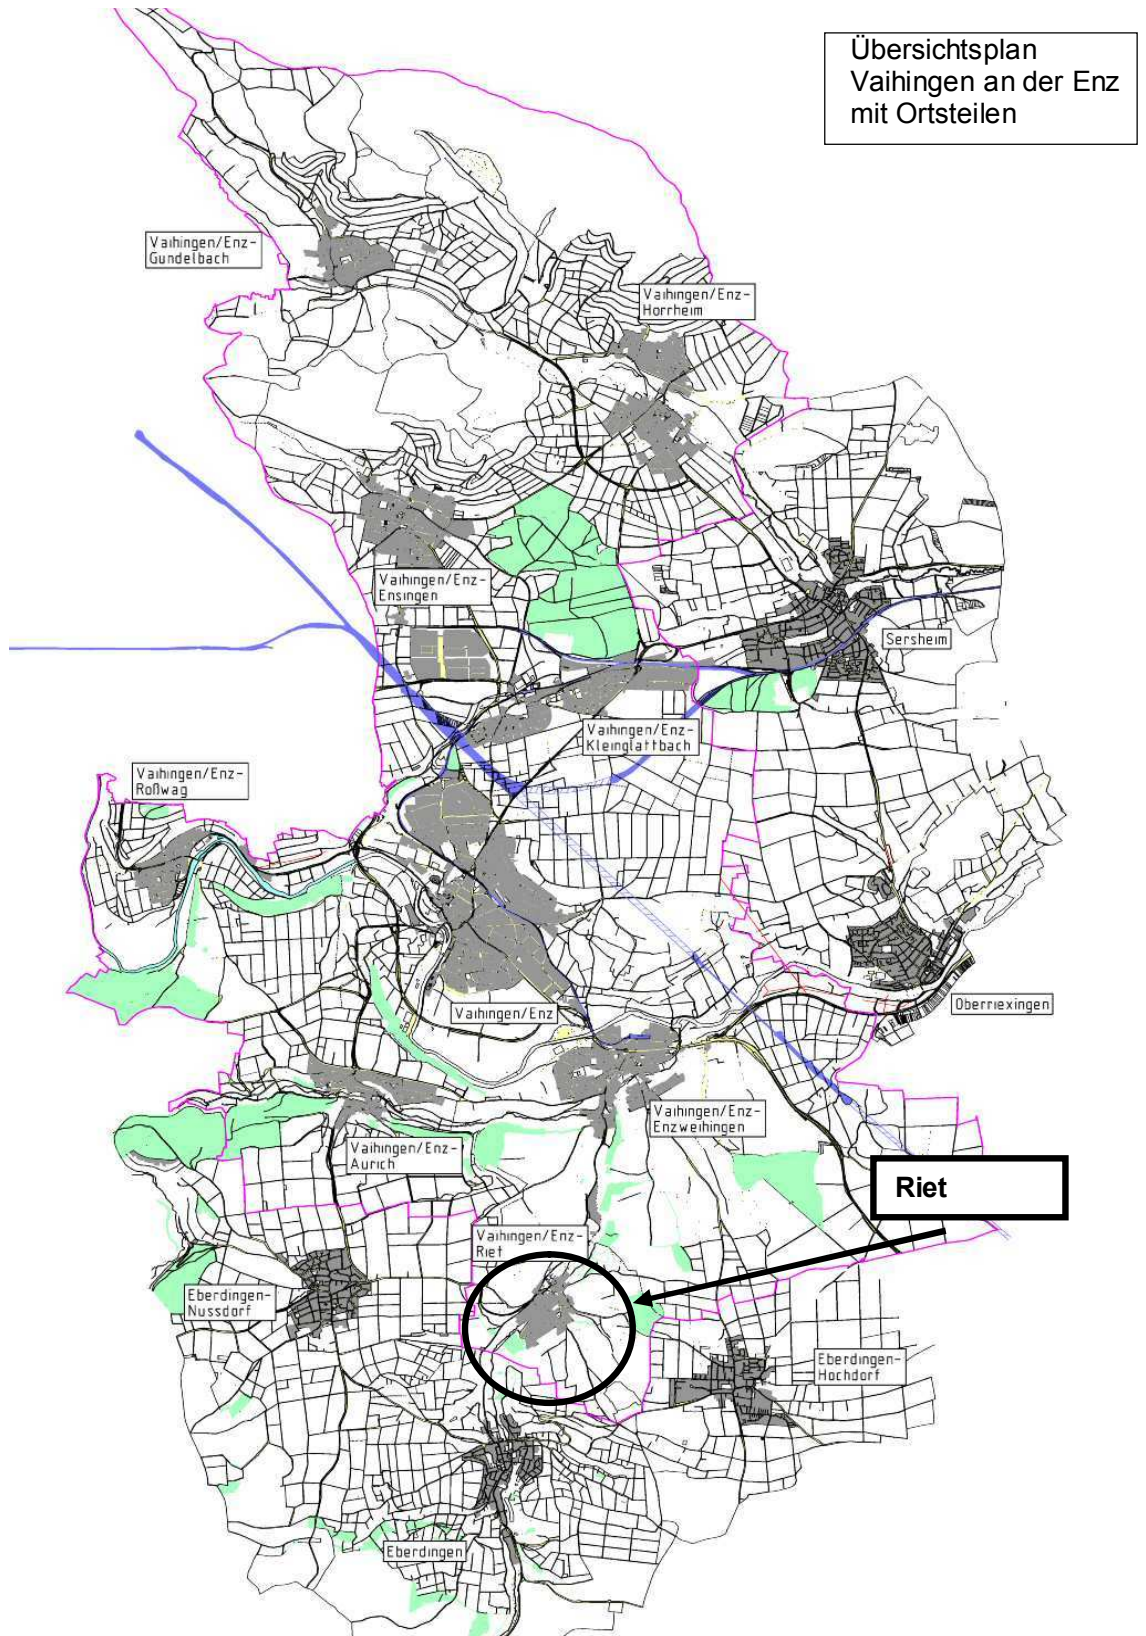 Übersichtsplan
Vaihingen an der Enz
mit Ortsteilen
Vaihingen/Enz-
Gundelbach
Vaihingen/Enz-
Horrheim
Vaihingen/Enz-
Ensingen
Sersheim
Vaihingen/Enz-
Kleinglattbach
Vaihingen/Enz-
Roßwag
Vaihingen/Enz
Oberriexingen
Vaihingen/Enz-
Enzweihingen
Vaihingen/Enz-
Aurich
Riet
Vaihingen/Enz-
Riet
Eberdingen-
Nussdorf
Eberdingen-
Hochdorf
Eberdingen